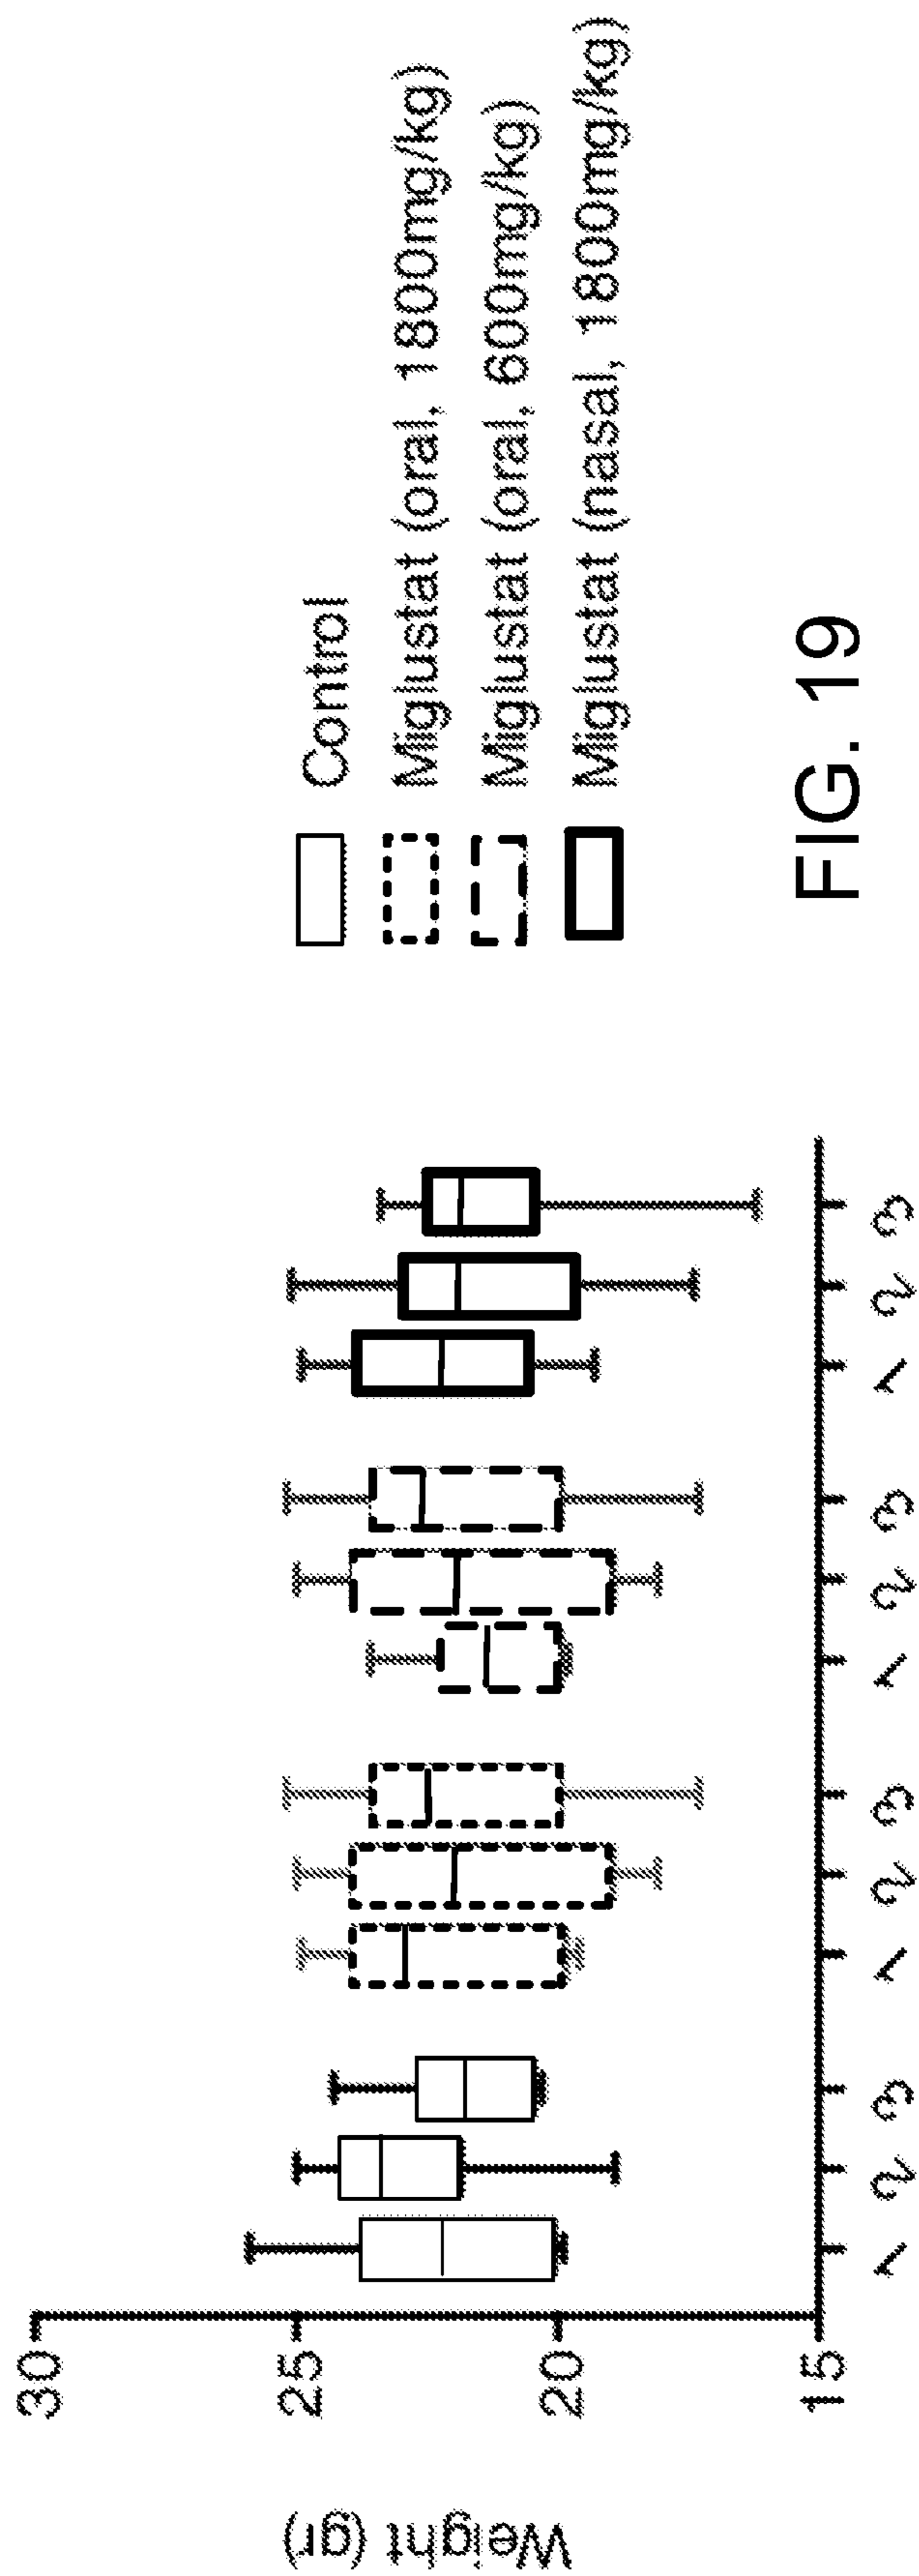 Weight (gr)
30
25
20
15
1 2 3 1 2 3 1 2 3 1 2 3
Control
Miglustat (oral, 1800mg/kg)
Miglustat (oral, 600mg/kg)
Miglustat (nasal, 1800mg/kg)
FIG. 19